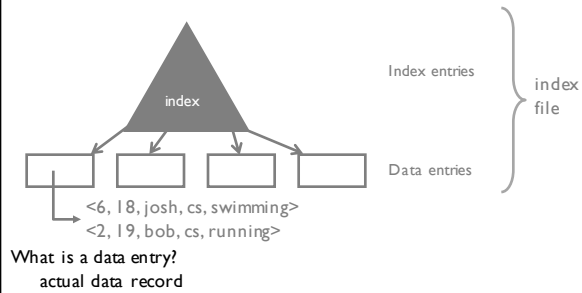 Index entries
index
index
file
Data entries
<6, 18, josh, cs, swimming>
<2, 19, bob, cs, running>
What is a data entry?
actual data record